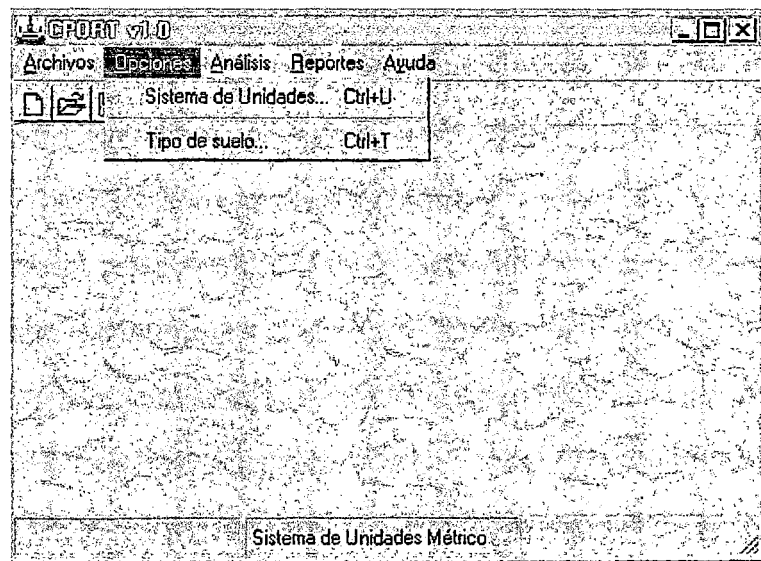 CPORT v1.0
Archivos Opciones Análisis Reportes Ayuda
Sistema de Unidades... Ctrl+U
Tipo de suelo... Ctrl+T
Sistema de Unidades Métrico